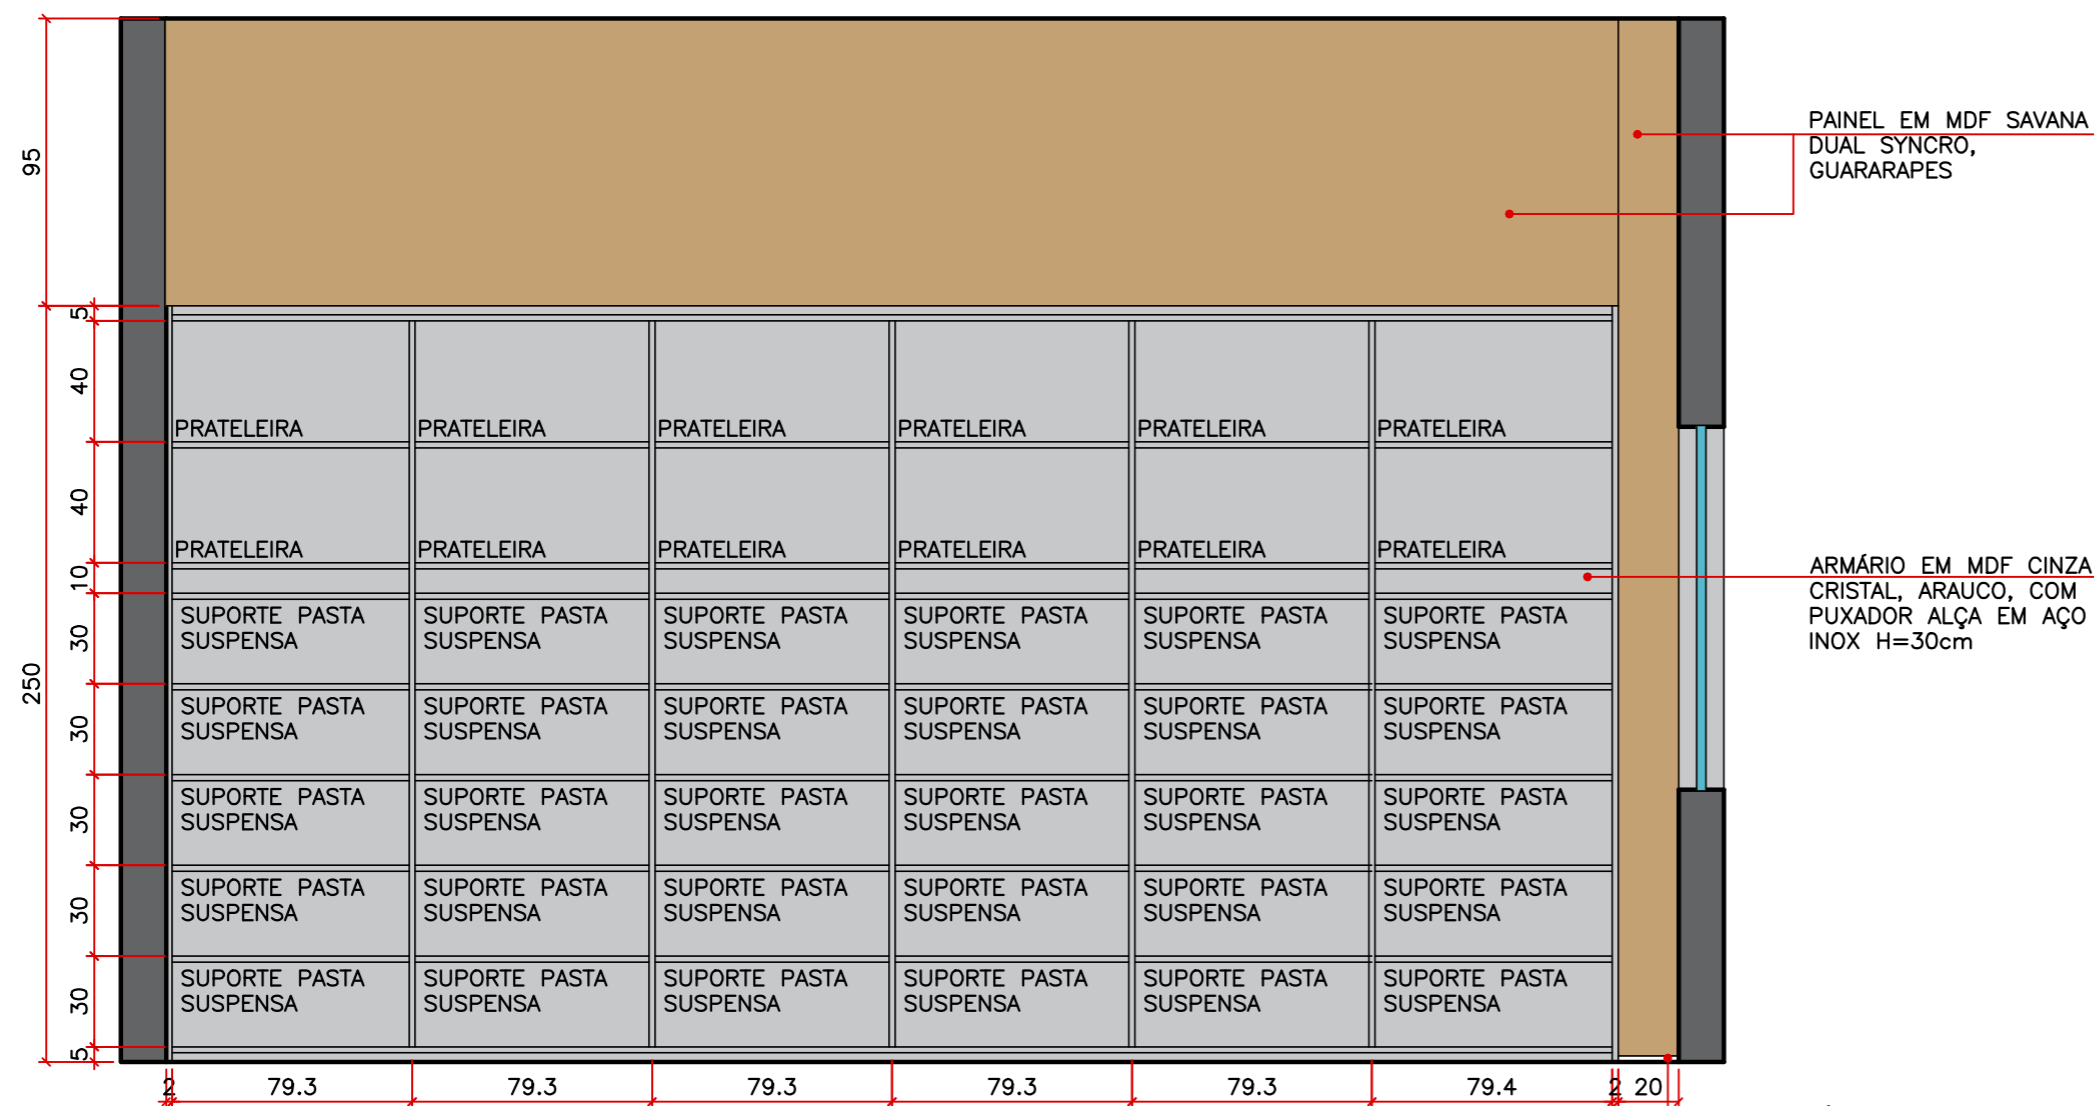 PAINEL EM MDF SAVANA
DUAL SYNCRO,
GUARARAPES
95
5
40
PRATELEIRA PRATELEIRA PRATELEIRA PRATELEIRA PRATELEIRA PRATELEIRA
40
PRATELEIRA PRATELEIRA PRATELEIRA PRATELEIRA PRATELEIRA PRATELEIRA
10
ARMÁRIO EM MDF CINZA
CRISTAL, ARAUCO, COM
PUXADOR ALÇA EM AÇO
INOX H=30cm
SUPORTE PASTA SUPORTE PASTA SUPORTE PASTA SUPORTE PASTA SUPORTE PASTA SUPORTE PASTA
SUSPENSA SUSPENSA SUSPENSA SUSPENSA SUSPENSA SUSPENSA
30
250
SUPORTE PASTA SUPORTE PASTA SUPORTE PASTA SUPORTE PASTA SUPORTE PASTA SUPORTE PASTA
SUSPENSA SUSPENSA SUSPENSA SUSPENSA SUSPENSA SUSPENSA
30
SUPORTE PASTA SUPORTE PASTA SUPORTE PASTA SUPORTE PASTA SUPORTE PASTA SUPORTE PASTA
SUSPENSA SUSPENSA SUSPENSA SUSPENSA SUSPENSA SUSPENSA
30
SUPORTE PASTA SUPORTE PASTA SUPORTE PASTA SUPORTE PASTA SUPORTE PASTA SUPORTE PASTA
SUSPENSA SUSPENSA SUSPENSA SUSPENSA SUSPENSA SUSPENSA
30
SUPORTE PASTA SUPORTE PASTA SUPORTE PASTA SUPORTE PASTA SUPORTE PASTA SUPORTE PASTA
SUSPENSA SUSPENSA SUSPENSA SUSPENSA SUSPENSA SUSPENSA
30
5
2 79.3 79.3 79.3 79.3 79.3 79.4 2 20